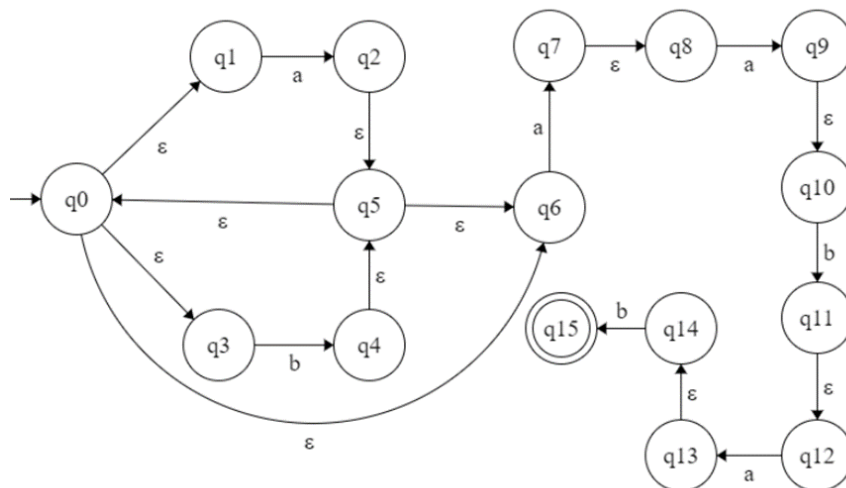 q1 a q2
q7 ε q8 a q9
ε ε a ε
q0 ε q5 ε q6 q10
ε ε b
q3 b q4 q15 b q14 q11
ε ε ε
q13 a q12